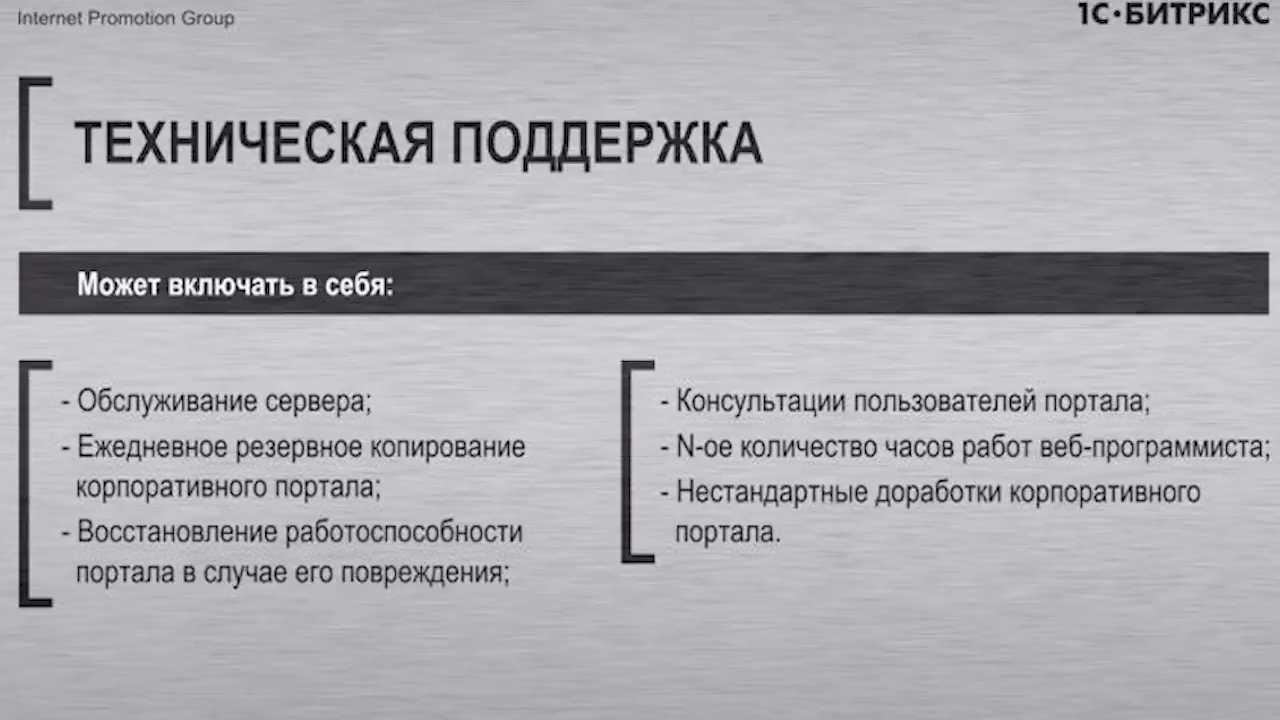 Internet Promotion Group
1С•БИТРИКС
ТЕХНИЧЕСКАЯ ПОДДЕРЖКА
Может включать в себя:
- Обслуживание сервера;
- Ежедневное резервное копирование
корпоративного портала;
- Восстановление работоспособности
портала в случае его повреждения;
- Консультации пользователей портала;
- N-ое количество часов работ веб-программиста;
- Нестандартные доработки корпоративного
портала.